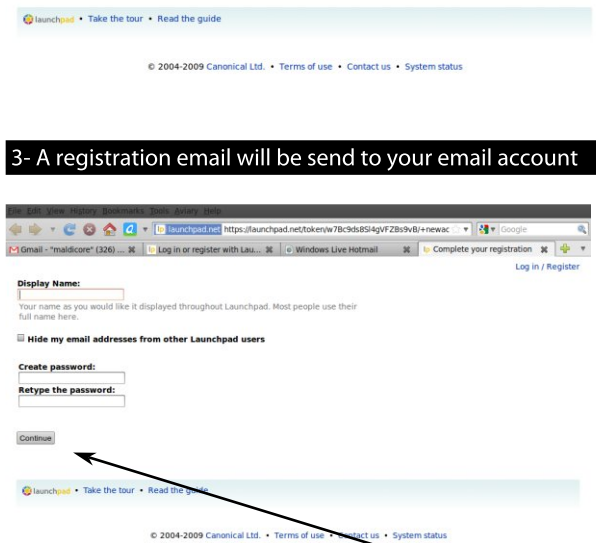 launchpad • Take the tour • Read the guide
© 2004-2009 Canonical Ltd. • Terms of use • Contact us • System status
3- A registration email will be send to your email account
File Edit View History Bookmarks Tools Aviary Help
launchpad.net https://launchpad.net/token/w7Bc9ds8Sl4gVFZBs9vB/+newac Google
Gmail - "maldicore" (326) ... Log in or register with Lau... Windows Live Hotmail Complete your registration
Log in / Register
Display Name:
Your name as you would like it displayed throughout Launchpad. Most people use their
full name here.
Hide my email addresses from other Launchpad users
Create password:
Retype the password:
Continue
launchpad • Take the tour • Read the guide
© 2004-2009 Canonical Ltd. • Terms of use • Contact us • System status